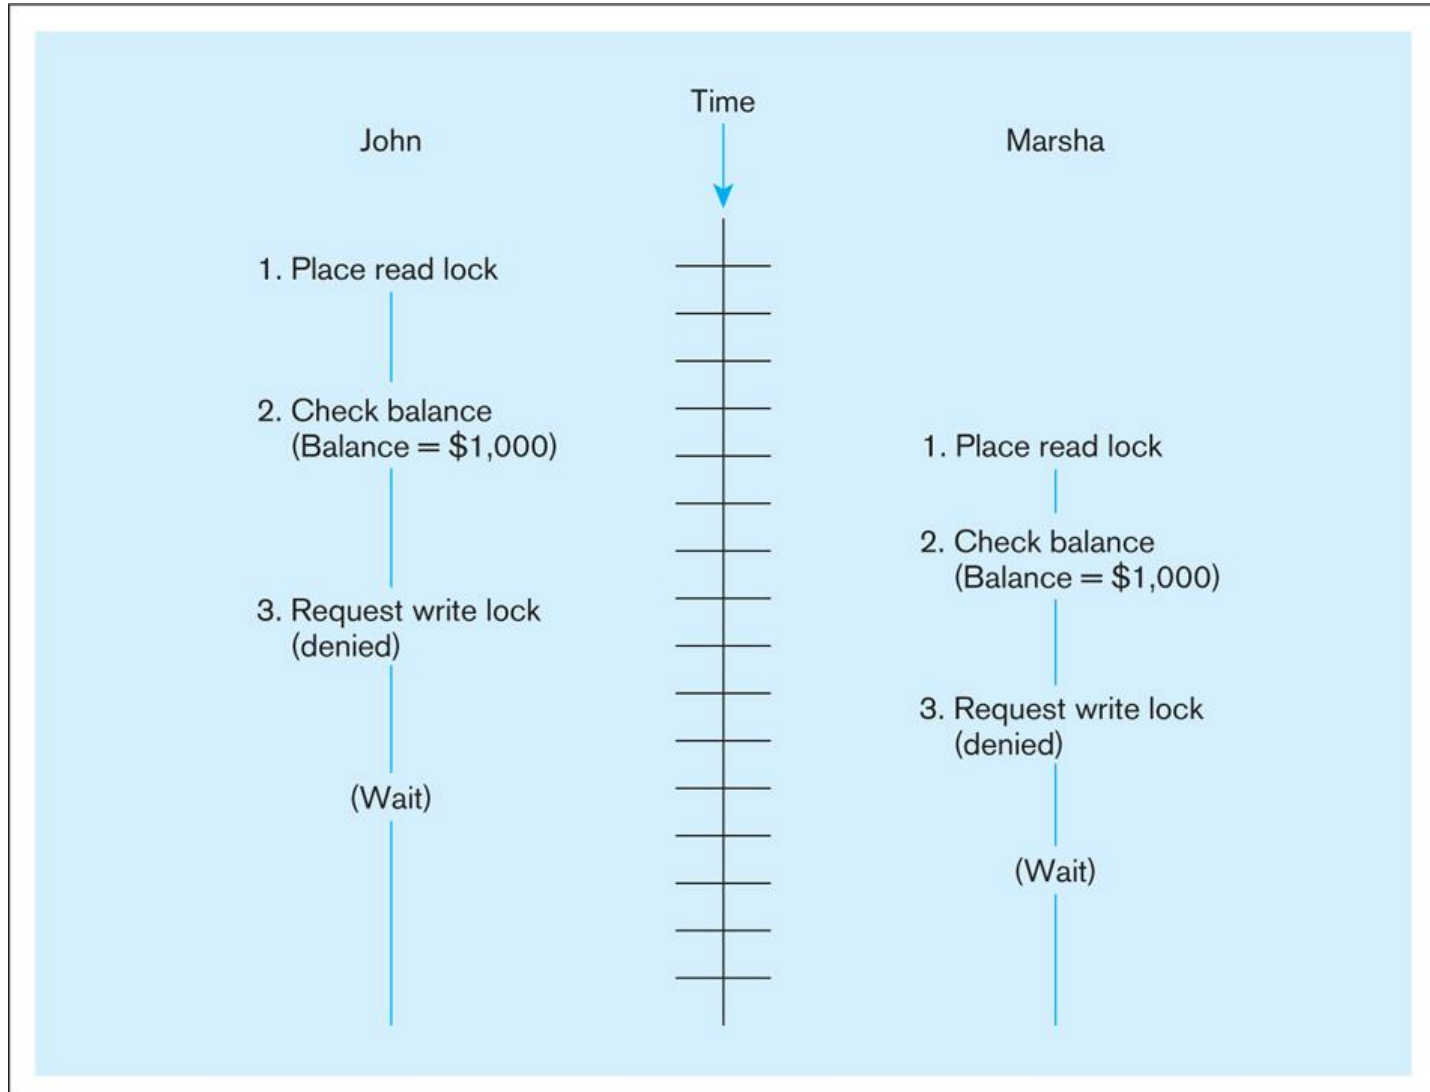 Time
John
Marsha
1. Place read lock
2. Check balance
(Balance = $1,000)
1. Place read lock
2. Check balance
(Balance = $1,000)
3. Request write lock
(denied)
3. Request write lock
(denied)
(Wait)
(Wait)